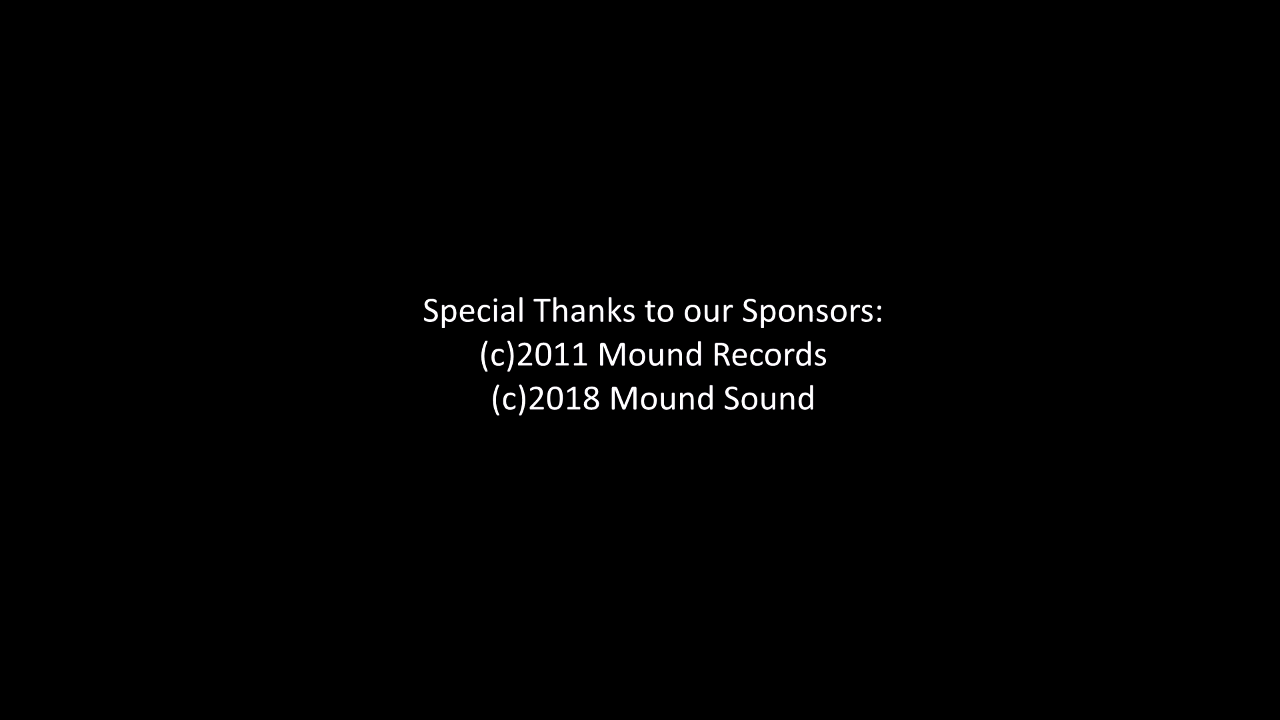 Special Thanks to our Sponsors:
(c)2011 Mound Records
(c)2018 Mound Sound